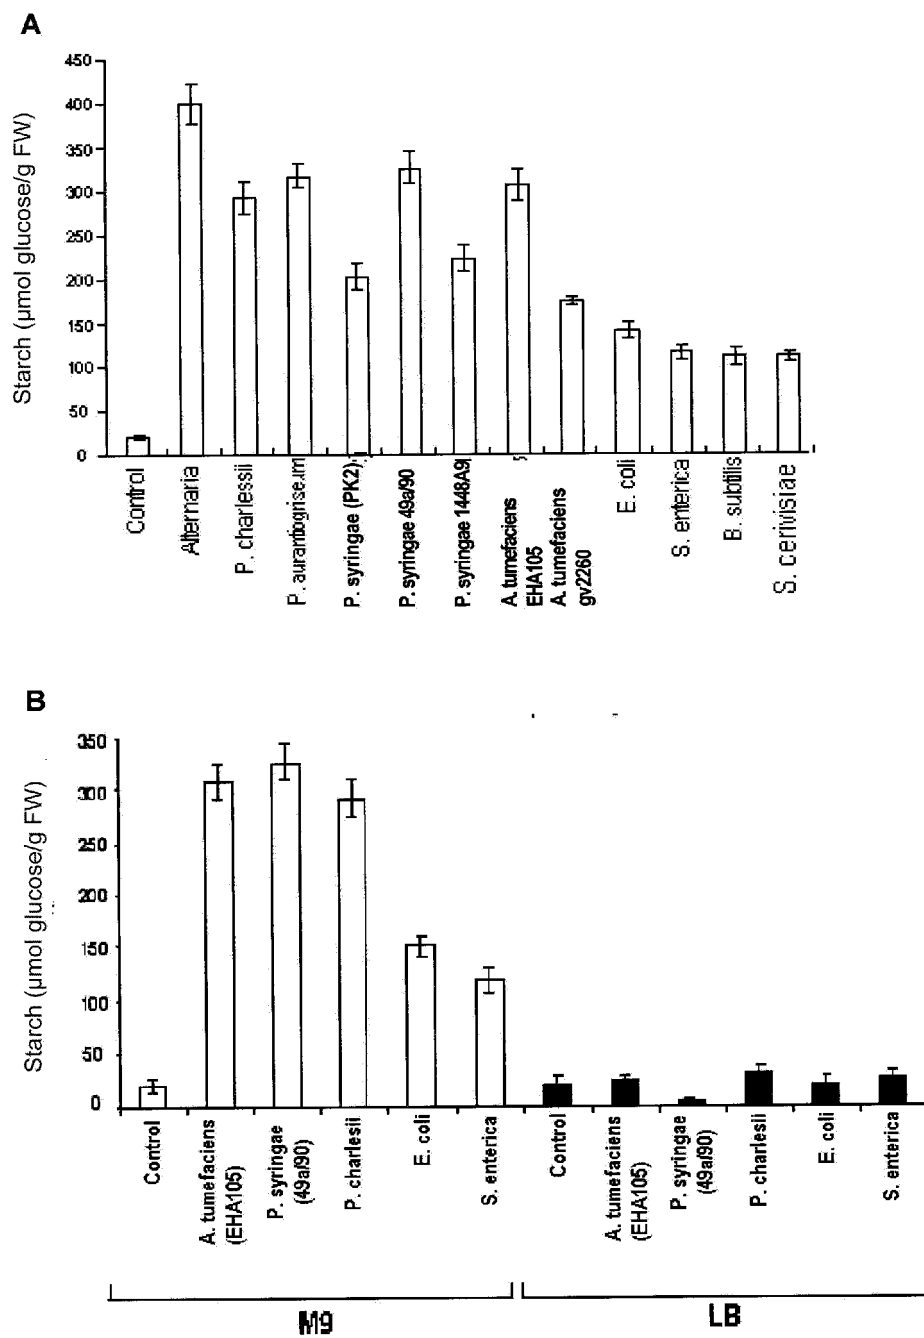 A
Starch (µmol glucose/g FW)
450
400
350
300
250
200
150
100
50
0
Control
Alternaria
P. charlessii
P. aurantiogriseum
P. syringae (PK2)
P. syringae 49a/90
P. syringae 1448A9
A. tumefaciens
EHA105
A. tumefaciens
gv2260
E. coli
S. enterica
B. subtilis
S. cerivisiae
B
Starch (µmol glucose/g FW)
350
300
250
200
150
100
50
0
Control
A. tumefaciens
(EHA105)
P. syringae
(49a/90)
P. charlesii
E. coli
S. enterica
Control
A. tumefaciens
(EHA105)
P. syringae
(49a/90)
P. charlesii
E. coli
S. enterica
M9
LB